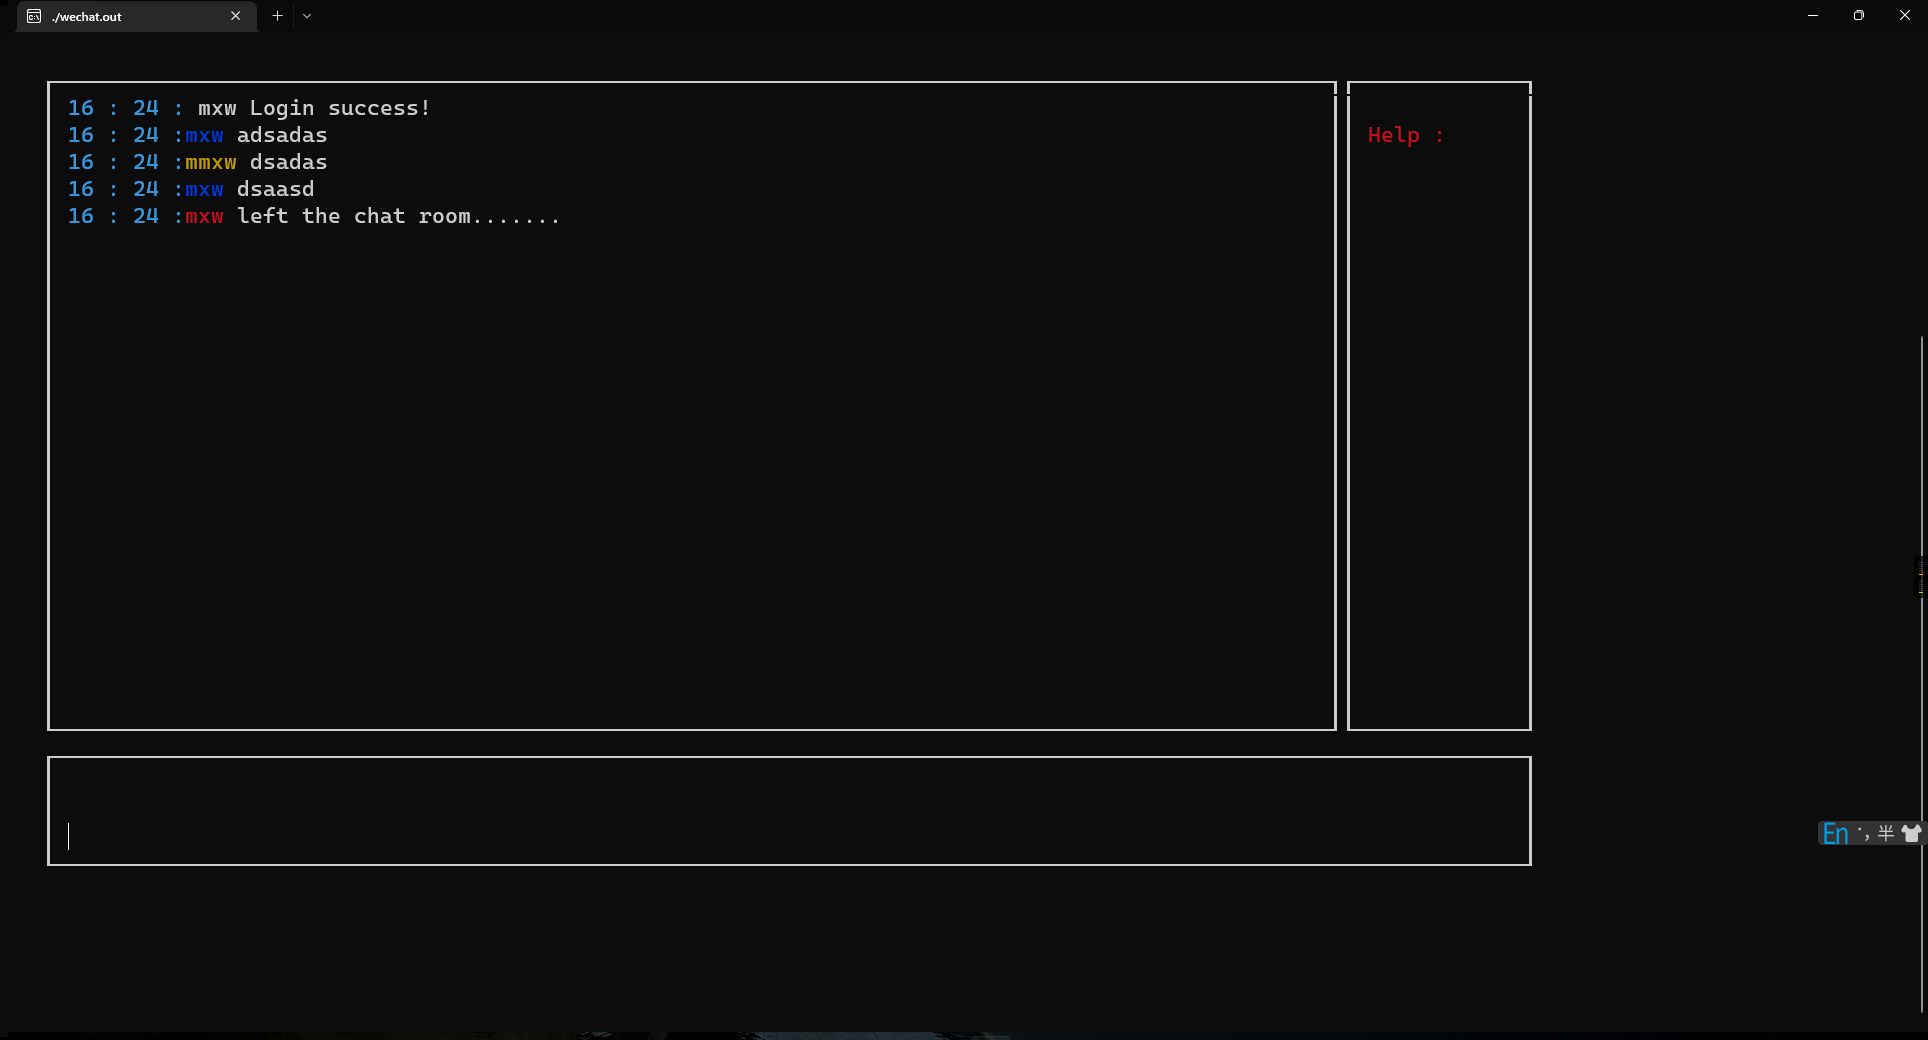 ./wechat.out
16 : 24 : mxw Login success!
16 : 24 :mxw adsadas
16 : 24 :mmxw dsadas
16 : 24 :mxw dsaasd
16 : 24 :mxw left the chat room.......
Help :
En ·, 半